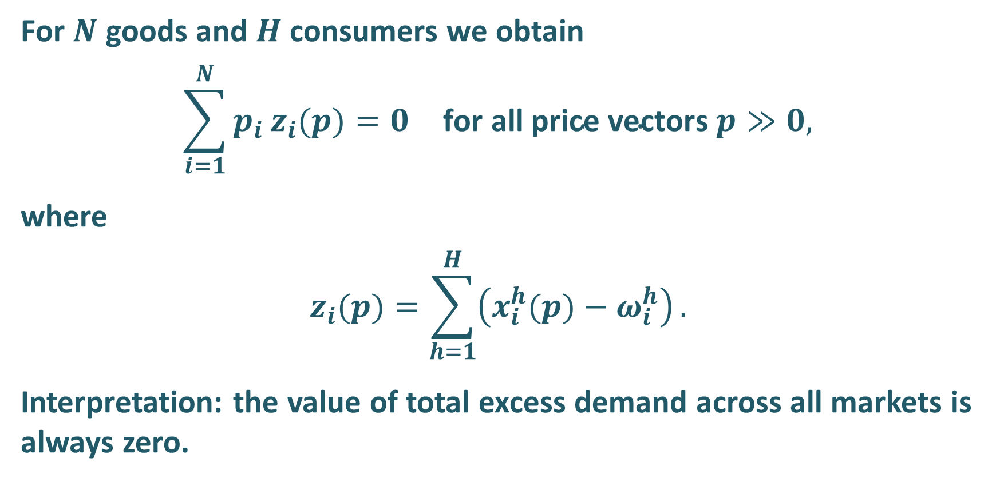 For N goods and H consumers we obtain
∑_{i=1}^{N} p_i z_i(p) = 0 for all price vectors p ≫ 0,
where
z_i(p) = ∑_{h=1}^{H} (x_i^h(p) − ω_i^h).
Interpretation: the value of total excess demand across all markets is
always zero.